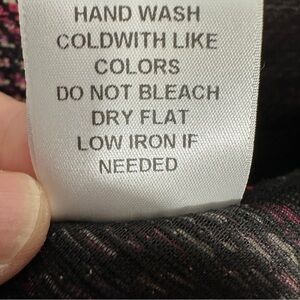 HAND WASH
COLDWITH LIKE
COLORS
DO NOT BLEACH
DRY FLAT
LOW IRON IF
NEEDED